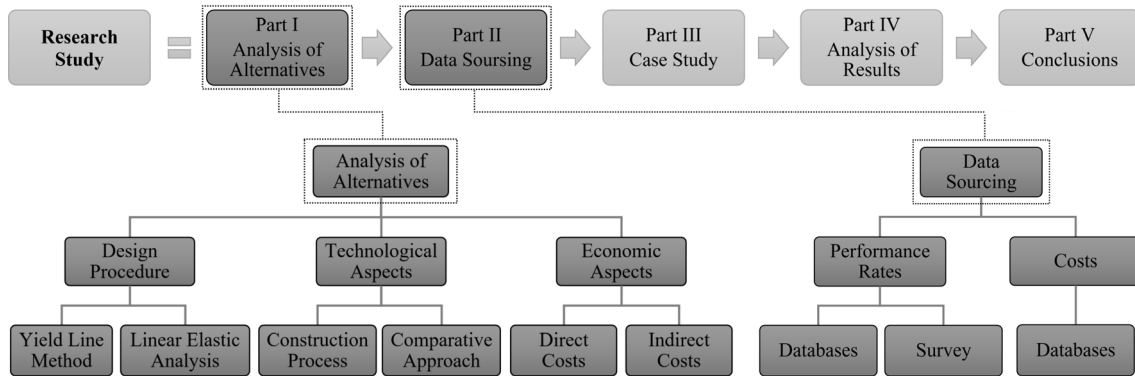 Research
Study
Part I
Analysis of
Alternatives
Part II
Data Soursing
Part III
Case Study
Part IV
Analysis of
Results
Part V
Conclusions
Analysis of
Alternatives
Data
Sourcing
Design
Procedure
Technological
Aspects
Economic
Aspects
Performance
Rates
Costs
Yield Line
Method
Linear Elastic
Analysis
Construction
Process
Comparative
Approach
Direct
Costs
Indirect
Costs
Databases
Survey
Databases